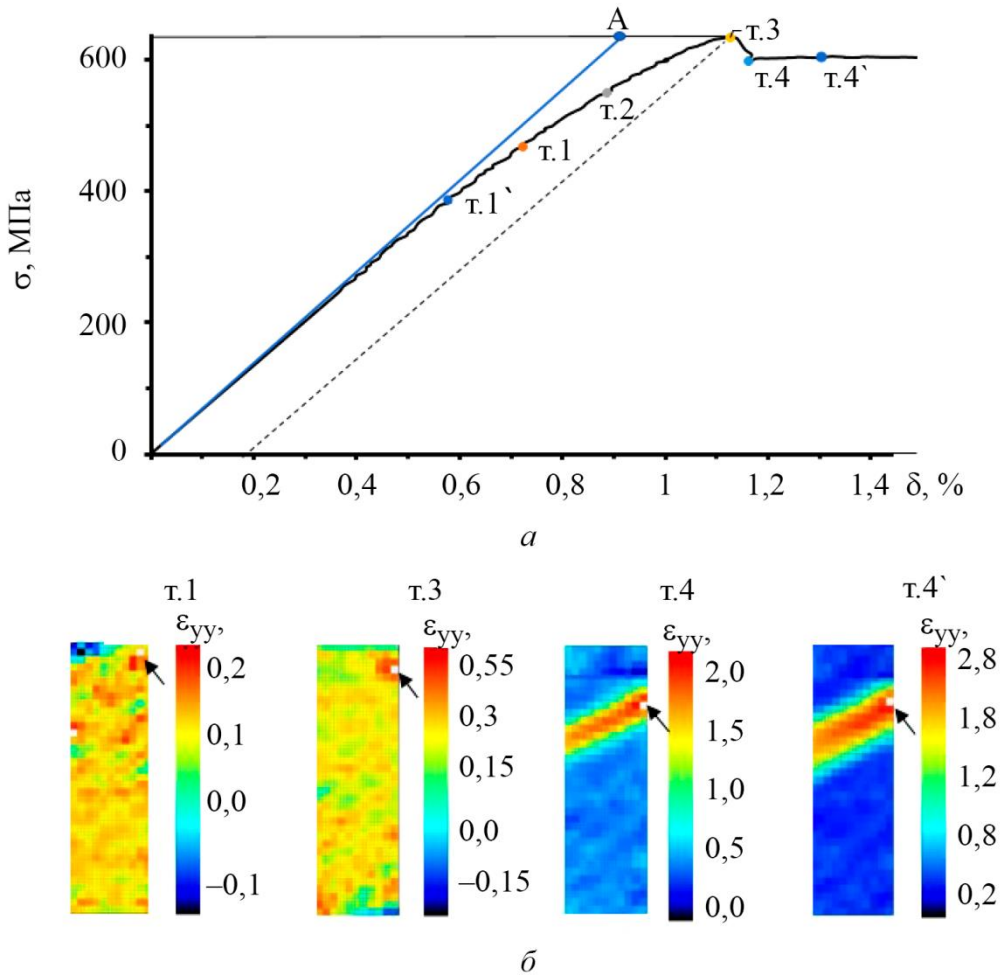 A
т.3
600
т.4
т.4`
т.2
т.1
400
т.1`
σ, МПа
200
0
0,2 0,4 0,6 0,8 1 1,2 1,4 δ, %
а
т.1 т.3 т.4 т.4`
εyy, εyy, εyy, εyy,
0,2 0,55 2,0 2,8
0,3 1,5 1,8
0,1 0,15 1,0 1,2
0,0 0,0 0,5 0,8
–0,1 –0,15 0,0 0,2
б